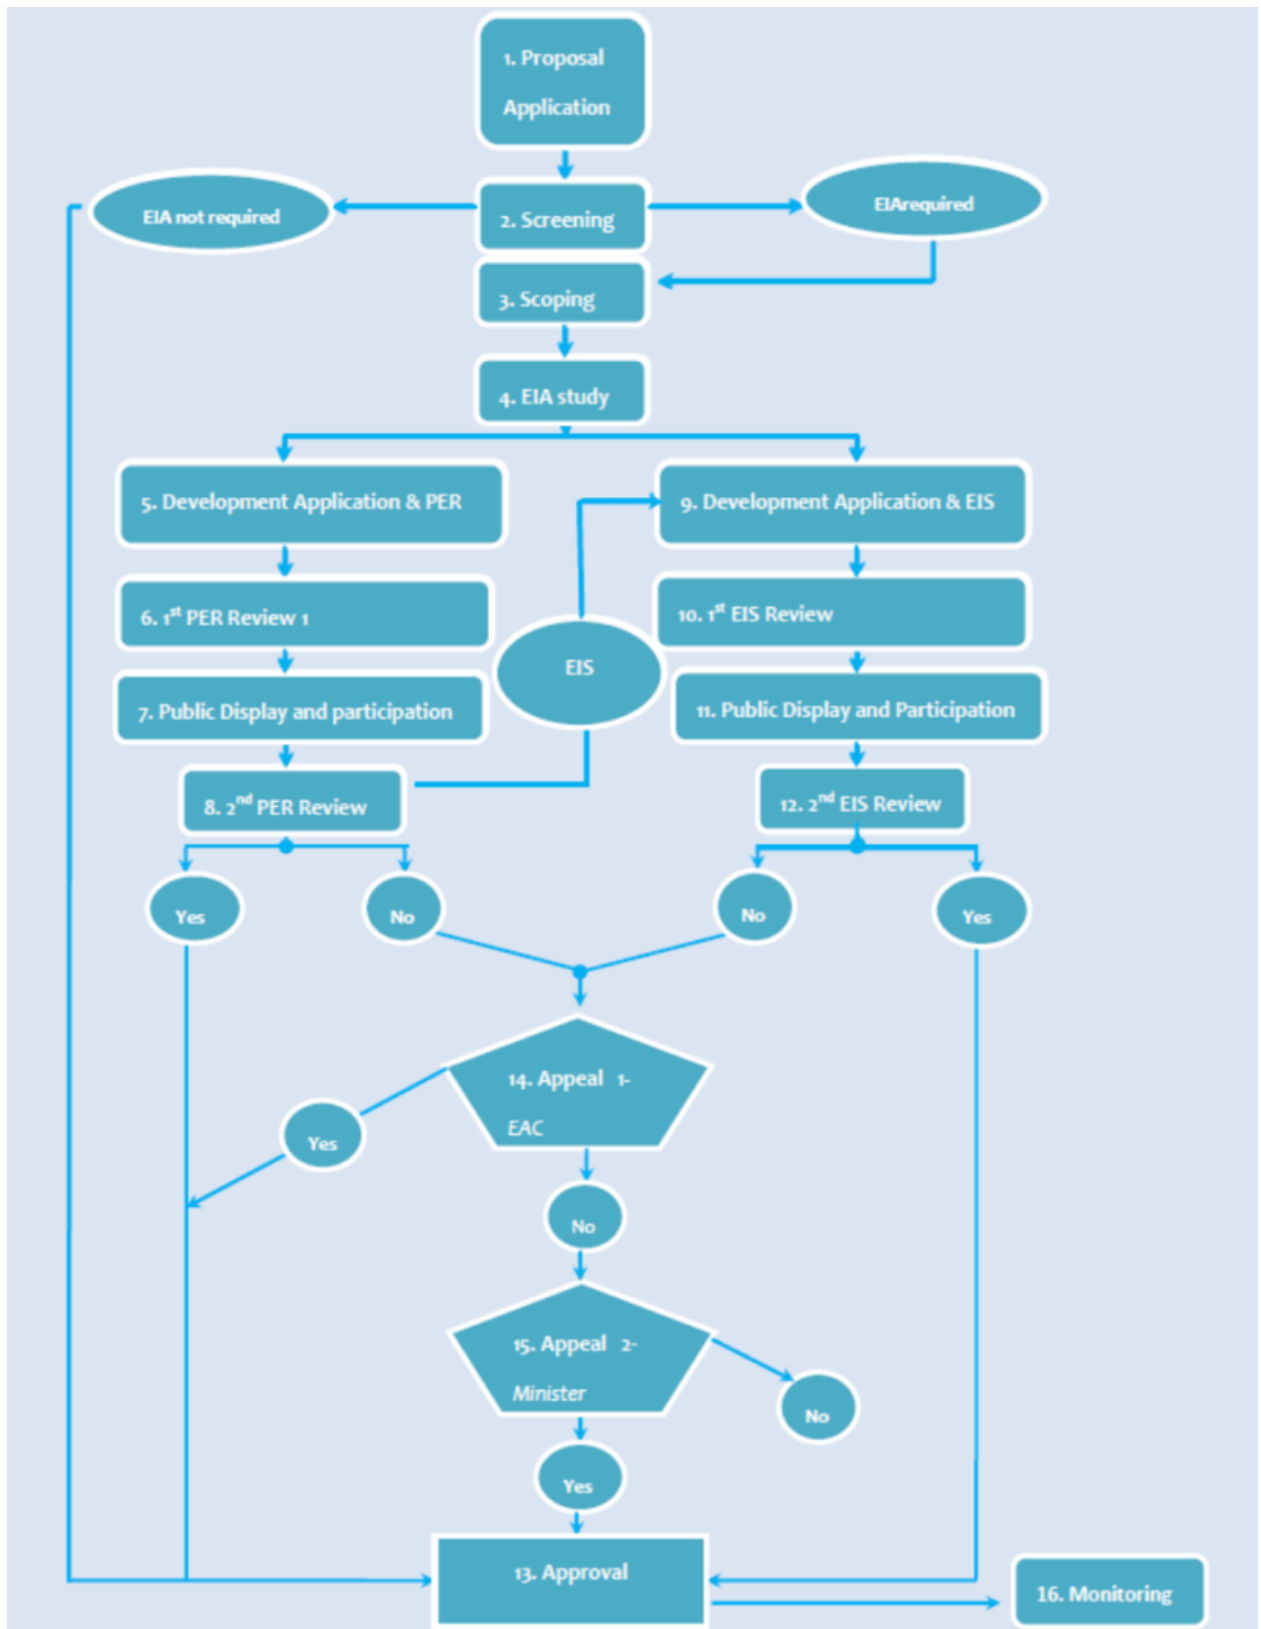 1. Proposal
Application
EIA not required
2. Screening
EIArequired
3. Scoping
4. EIA study
5. Development Application & PER
9. Development Application & EIS
6. 1st PER Review 1
10. 1st EIS Review
EIS
7. Public Display and participation
11. Public Display and Participation
8. 2nd PER Review
12. 2nd EIS Review
Yes
No
No
Yes
14. Appeal 1-
EAC
Yes
No
15. Appeal 2-
Minister
No
Yes
13. Approval
16. Monitoring